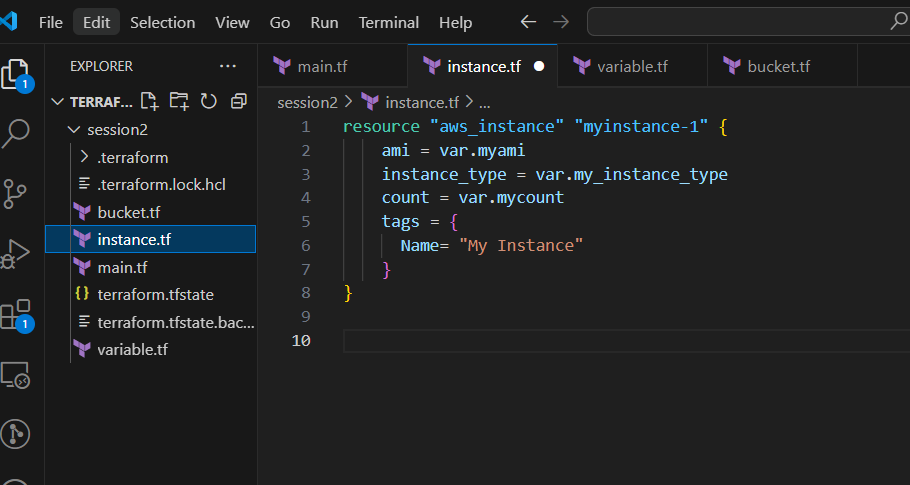 File Edit Selection View Go Run Terminal Help
EXPLORER
TERRAF...
session2
.terraform
.terraform.lock.hcl
bucket.tf
instance.tf
main.tf
terraform.tfstate
terraform.tfstate.bac...
variable.tf
1
1
main.tf instance.tf variable.tf bucket.tf
session2 > instance.tf > ...
1 resource "aws_instance" "myinstance-1" {
2 ami = var.myami
3 instance_type = var.my_instance_type
4 count = var.mycount
5 tags = {
6 Name= "My Instance"
7 }
8 }
9
10